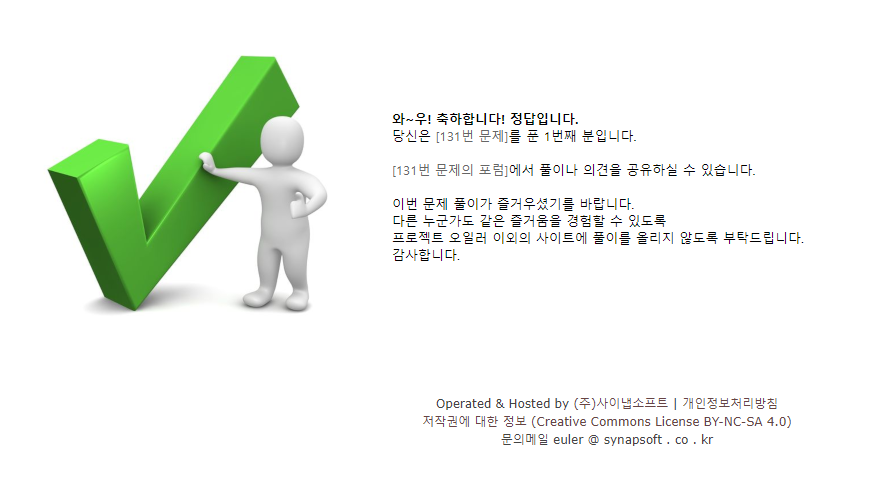 와~우! 축하합니다! 정답입니다.
당신은 [131번 문제]를 푼 1번째 분입니다.
[131번 문제의 포럼]에서 풀이나 의견을 공유하실 수 있습니다.
이번 문제 풀이가 즐거우셨기를 바랍니다.
다른 누군가도 같은 즐거움을 경험할 수 있도록
프로젝트 오일러 이외의 사이트에 풀이를 올리지 않도록 부탁드립니다.
감사합니다.
Operated & Hosted by (주)사이냅소프트 | 개인정보처리방침
저작권에 대한 정보 (Creative Commons License BY-NC-SA 4.0)
문의메일 euler @ synapsoft . co . kr